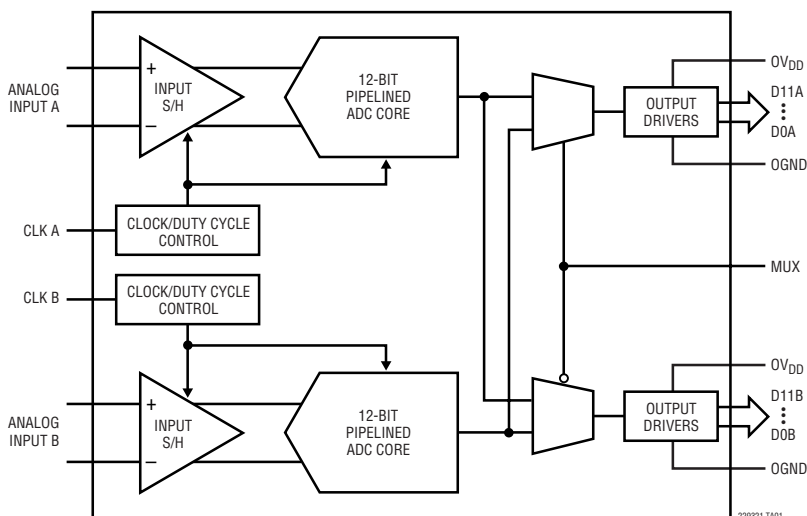 ANALOG
INPUT A
+
−
INPUT
S/H
12-BIT
PIPELINED
ADC CORE
OUTPUT
DRIVERS
OVDD
D11A
D0A
OGND
CLK A
CLOCK/DUTY CYCLE
CONTROL
MUX
CLK B
CLOCK/DUTY CYCLE
CONTROL
ANALOG
INPUT B
+
−
INPUT
S/H
12-BIT
PIPELINED
ADC CORE
OUTPUT
DRIVERS
OVDD
D11B
D0B
OGND